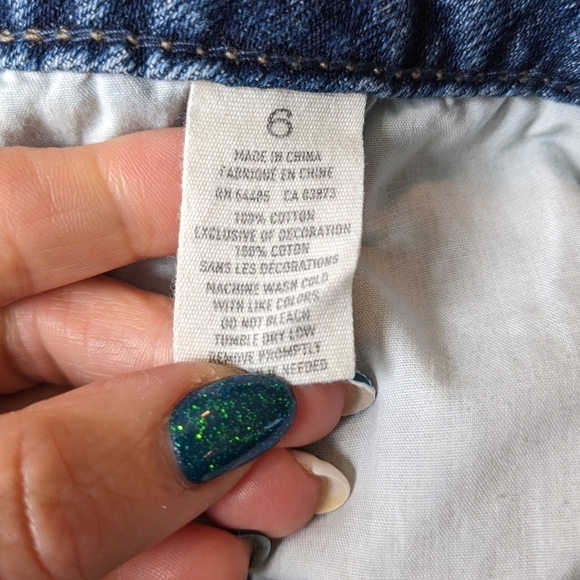 6
MADE IN CHINA
FABRIQUÉ EN CHINE
RN 54485 CA 03873
100% COTTON
EXCLUSIVE OF DECORATION
100% COTON
SANS LES DÉCORATIONS
MACHINE WASH COLD
WITH LIKE COLORS
DO NOT BLEACH
TUMBLE DRY LOW
REMOVE PROMPTLY
NEEDED